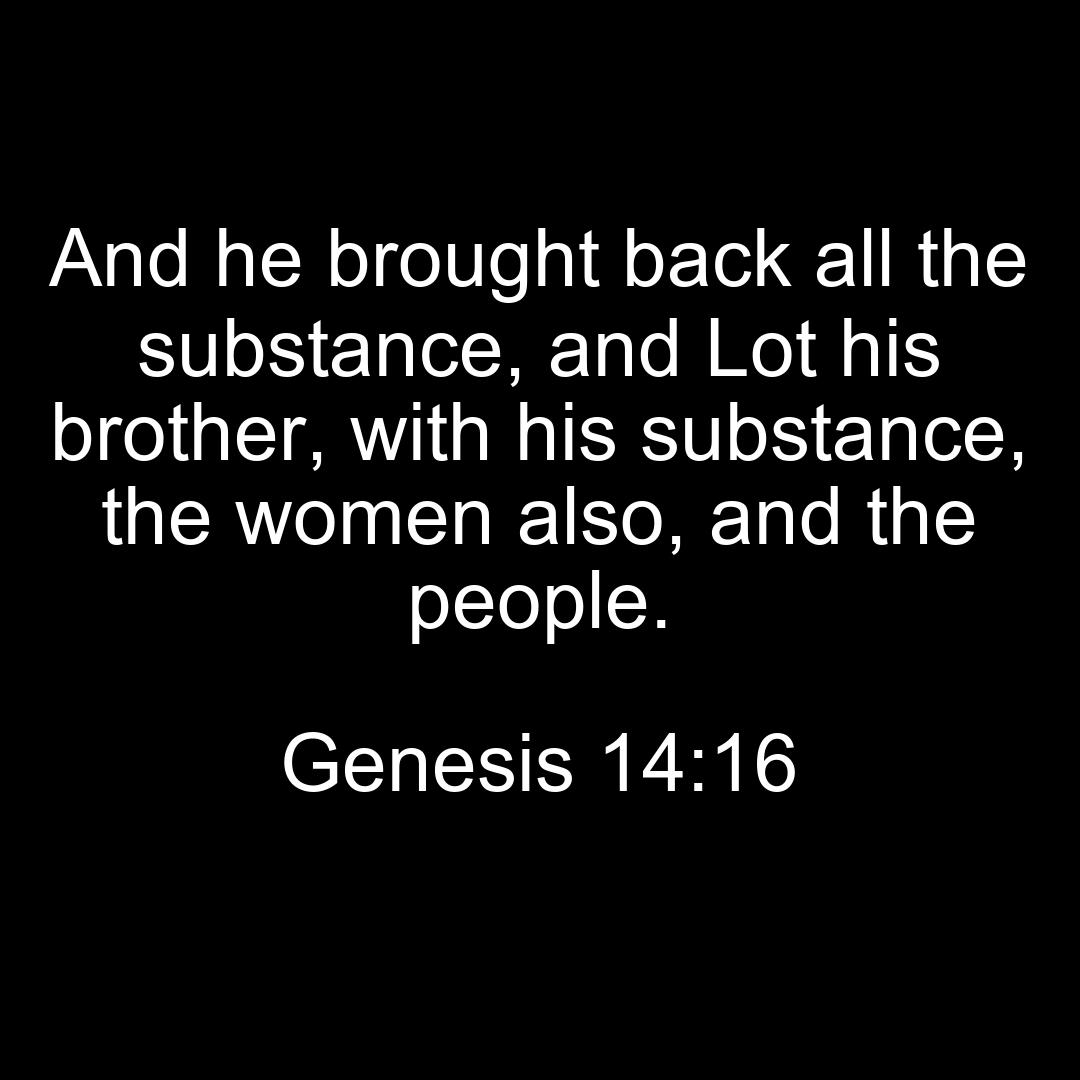 And he brought back all the
substance, and Lot his
brother, with his substance,
the women also, and the
people.
Genesis 14:16